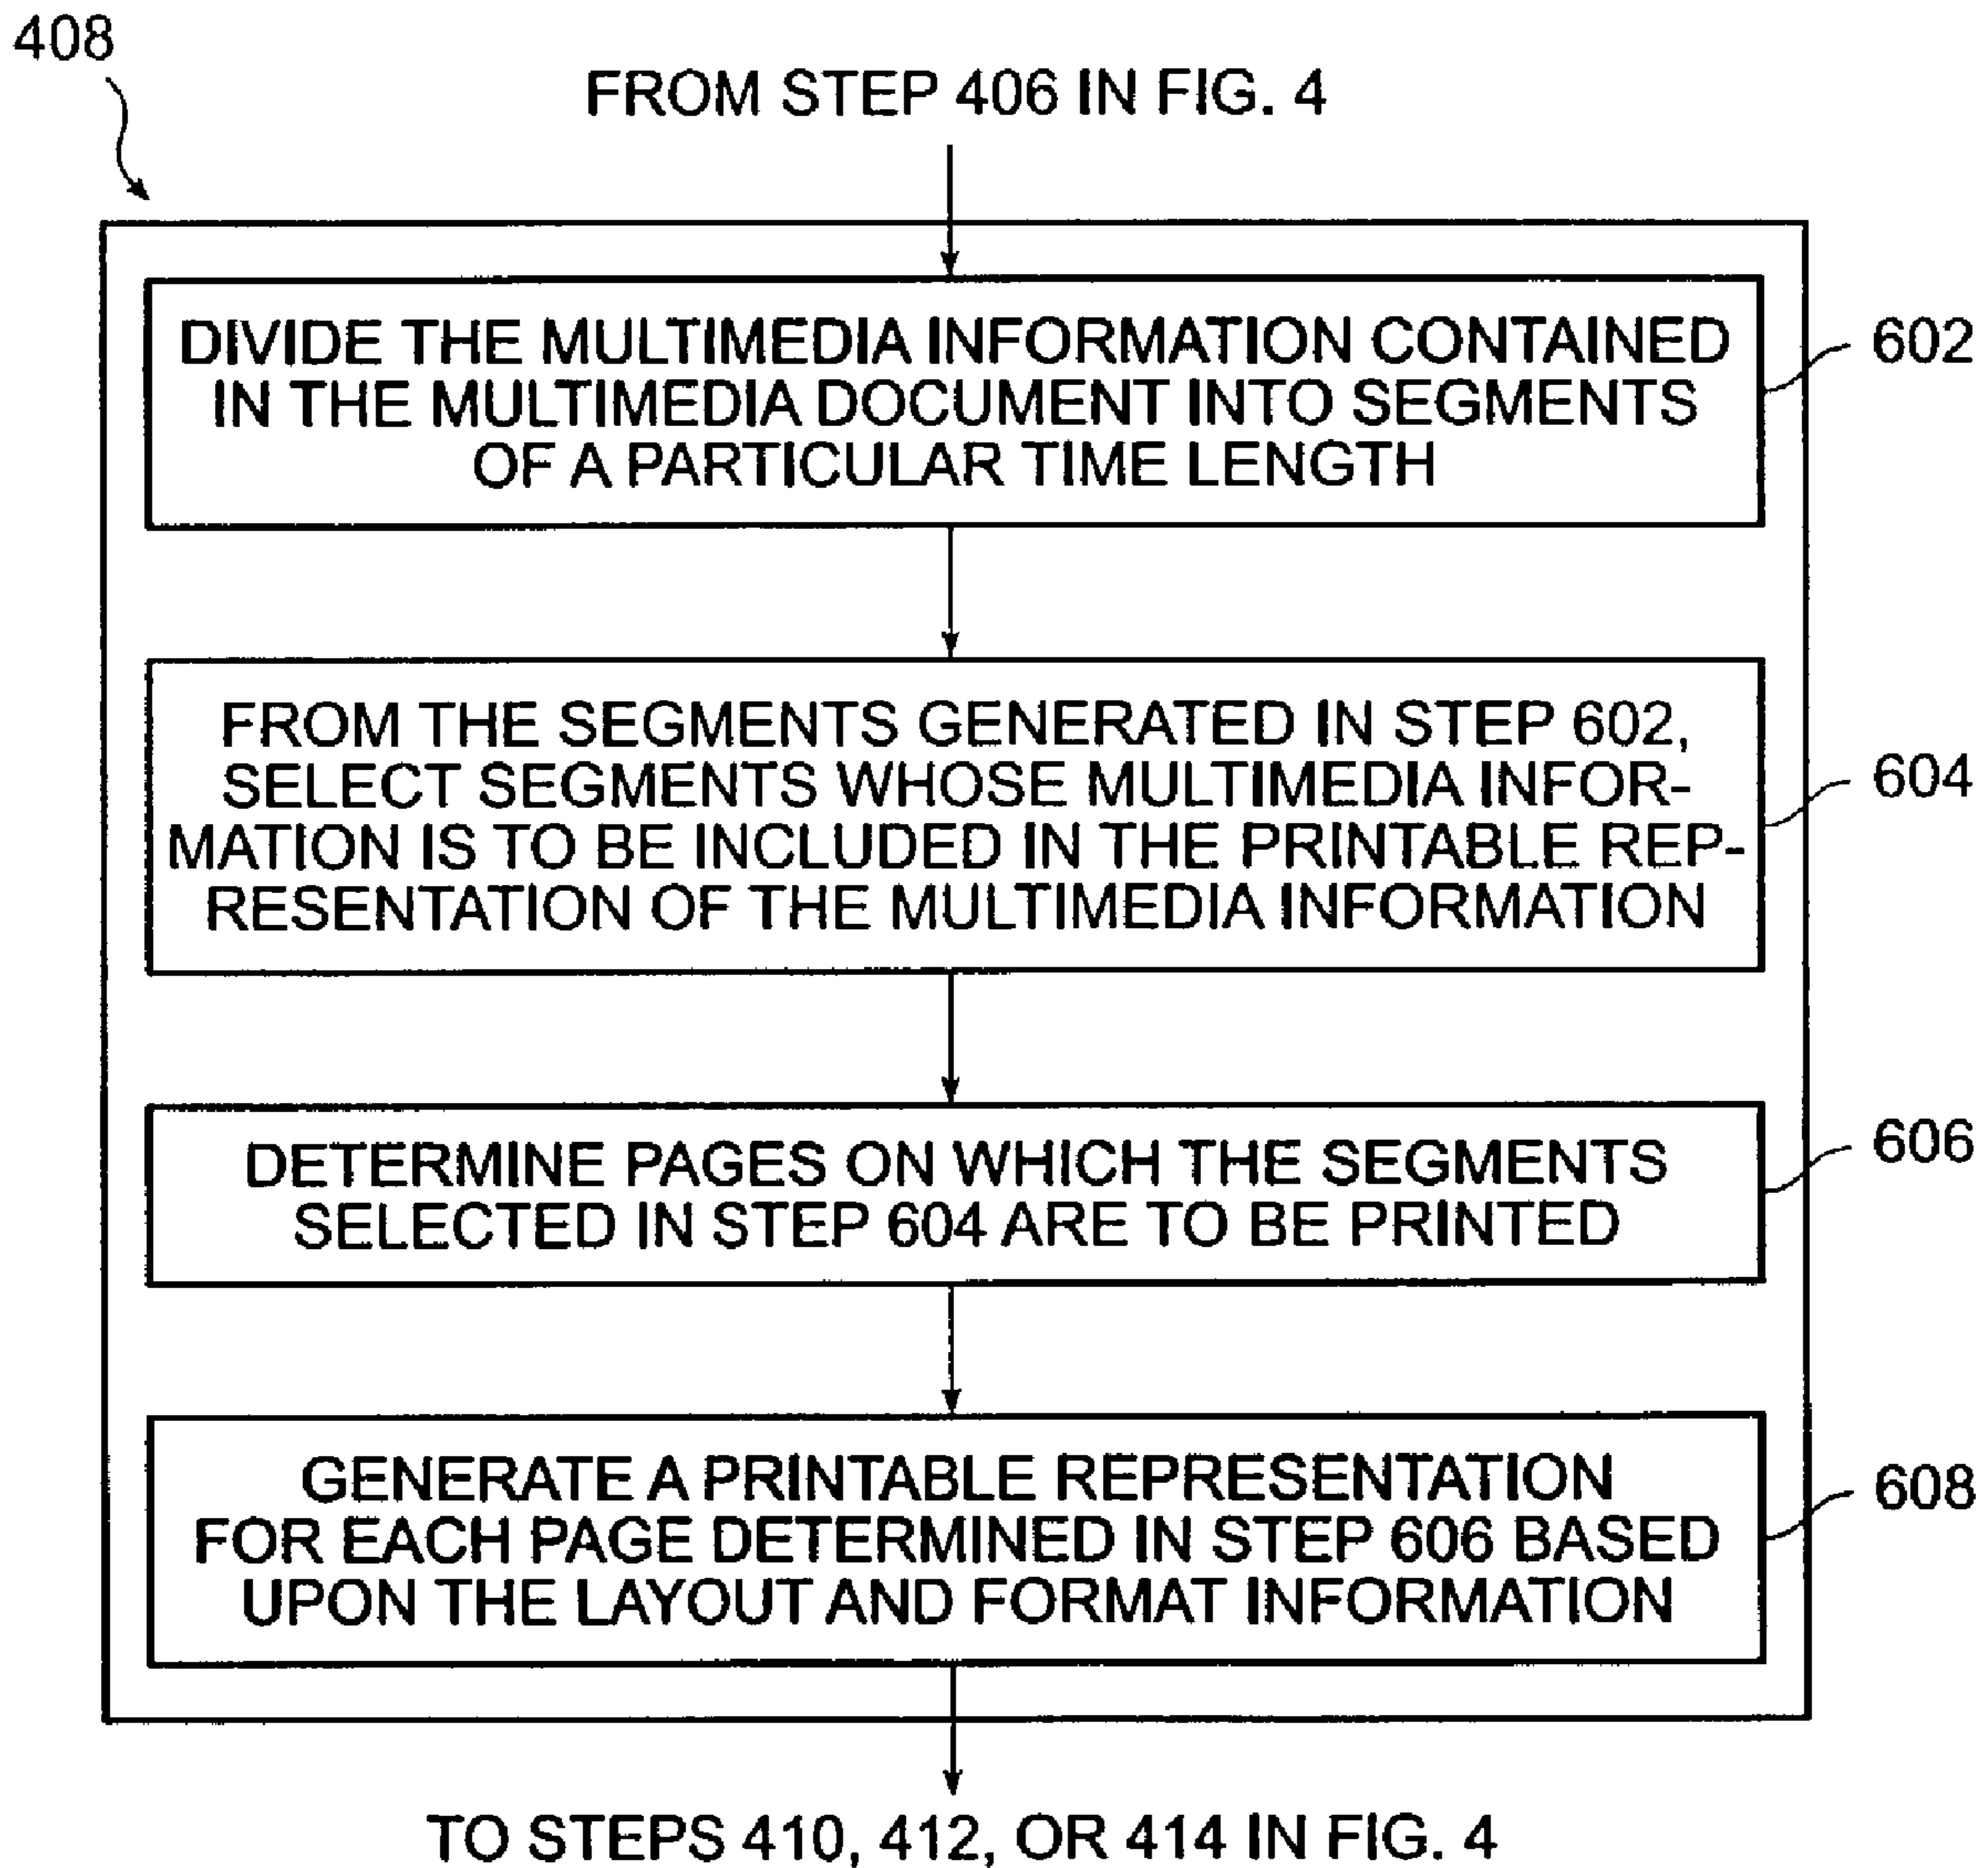 408
FROM STEP 406 IN FIG. 4
DIVIDE THE MULTIMEDIA INFORMATION CONTAINED
IN THE MULTIMEDIA DOCUMENT INTO SEGMENTS
OF A PARTICULAR TIME LENGTH
602
FROM THE SEGMENTS GENERATED IN STEP 602,
SELECT SEGMENTS WHOSE MULTIMEDIA INFOR-
MATION IS TO BE INCLUDED IN THE PRINTABLE REP-
RESENTATION OF THE MULTIMEDIA INFORMATION
604
DETERMINE PAGES ON WHICH THE SEGMENTS
SELECTED IN STEP 604 ARE TO BE PRINTED
606
GENERATE A PRINTABLE REPRESENTATION
FOR EACH PAGE DETERMINED IN STEP 606 BASED
UPON THE LAYOUT AND FORMAT INFORMATION
608
TO STEPS 410, 412, OR 414 IN FIG. 4